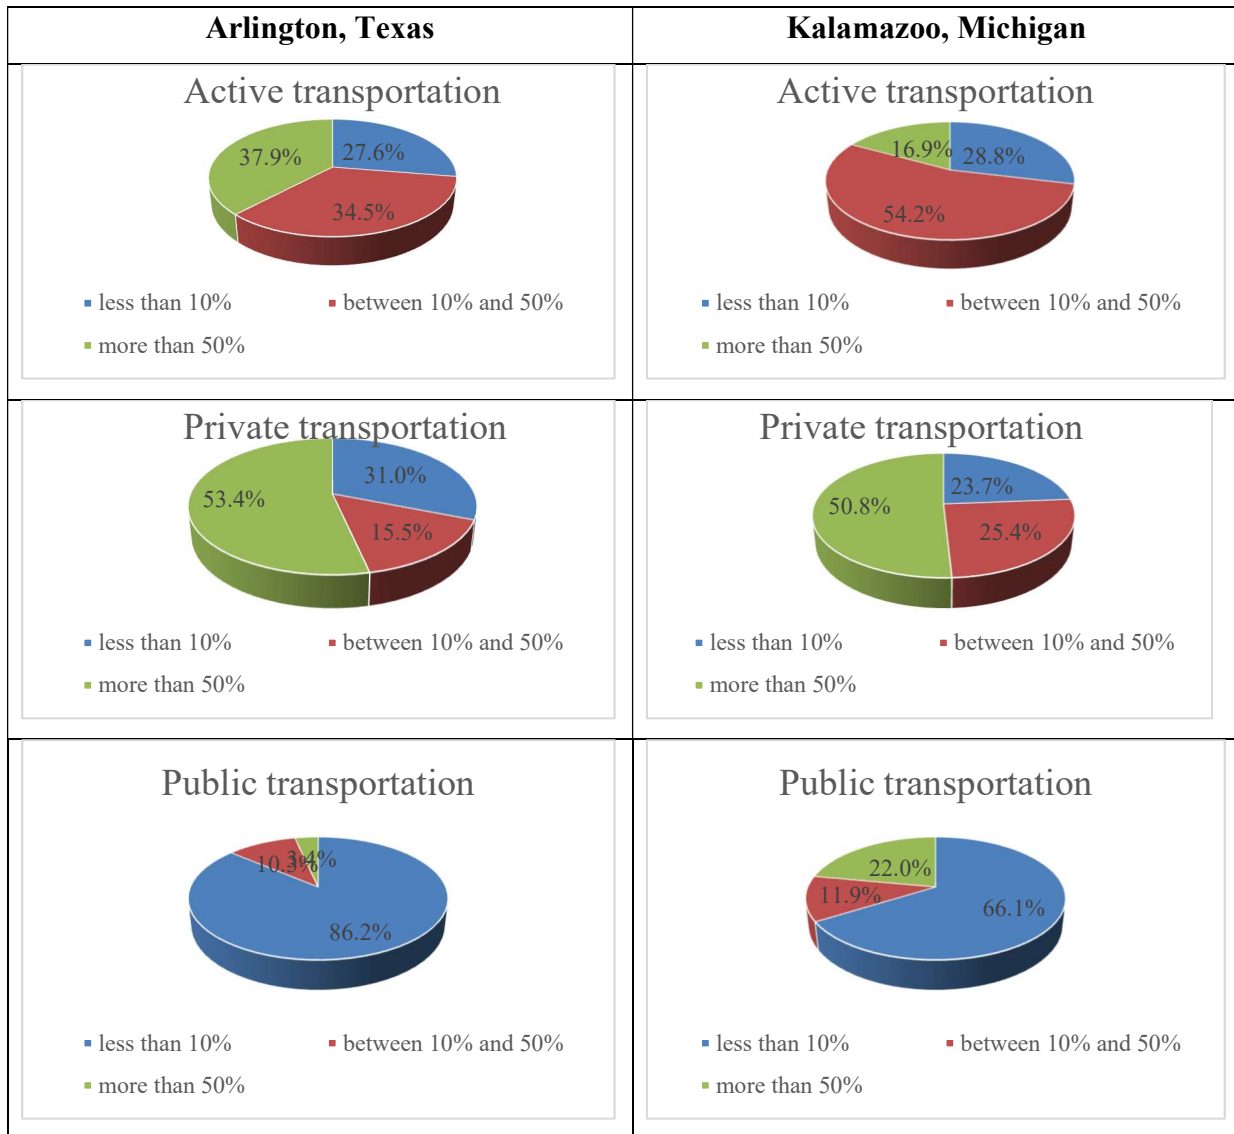 Arlington, Texas
Kalamazoo, Michigan
Active transportation
37.9%
27.6%
34.5%
less than 10%
between 10% and 50%
more than 50%
Active transportation
16.9%
28.8%
54.2%
less than 10%
between 10% and 50%
more than 50%
Private transportation
31.0%
53.4%
15.5%
less than 10%
between 10% and 50%
more than 50%
Private transportation
23.7%
50.8%
25.4%
less than 10%
between 10% and 50%
more than 50%
Public transportation
10.3%
3.4%
86.2%
less than 10%
between 10% and 50%
more than 50%
Public transportation
22.0%
11.9%
66.1%
less than 10%
between 10% and 50%
more than 50%